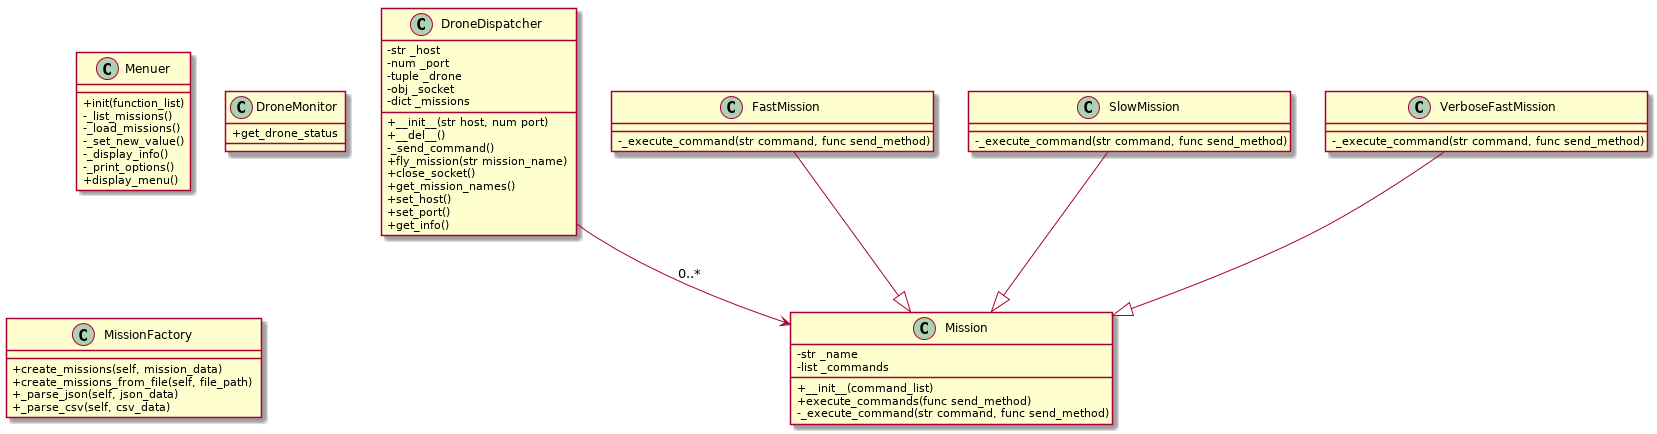 C Menuer
+init(function_list)
-_list_missions()
-_load_missions()
-_set_new_value()
-_display_info()
-_print_options()
+display_menu()
C DroneMonitor
+get_drone_status
C DroneDispatcher
-str _host
-num _port
-tuple _drone
-obj _socket
-dict _missions
+__init__(str host, num port)
+__del__()
-_send_command()
+fly_mission(str mission_name)
+close_socket()
+get_mission_names()
+set_host()
+set_port()
+get_info()
C FastMission
-_execute_command(str command, func send_method)
C SlowMission
-_execute_command(str command, func send_method)
C VerboseFastMission
-_execute_command(str command, func send_method)
0..*
C MissionFactory
+create_missions(self, mission_data)
+create_missions_from_file(self, file_path)
+_parse_json(self, json_data)
+_parse_csv(self, csv_data)
C Mission
-str _name
-list _commands
+__init__(command_list)
+execute_commands(func send_method)
-_execute_command(str command, func send_method)